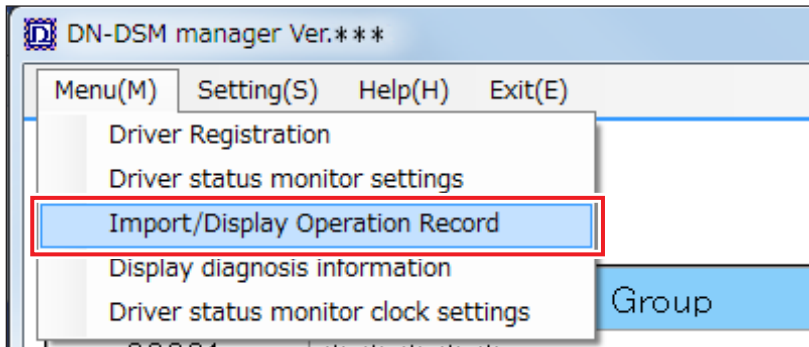 DN-DSM manager Ver.***
Menu(M) Setting(S) Help(H) Exit(E)
Driver Registration
Driver status monitor settings
Import/Display Operation Record
Display diagnosis information
Driver status monitor clock settings
Group